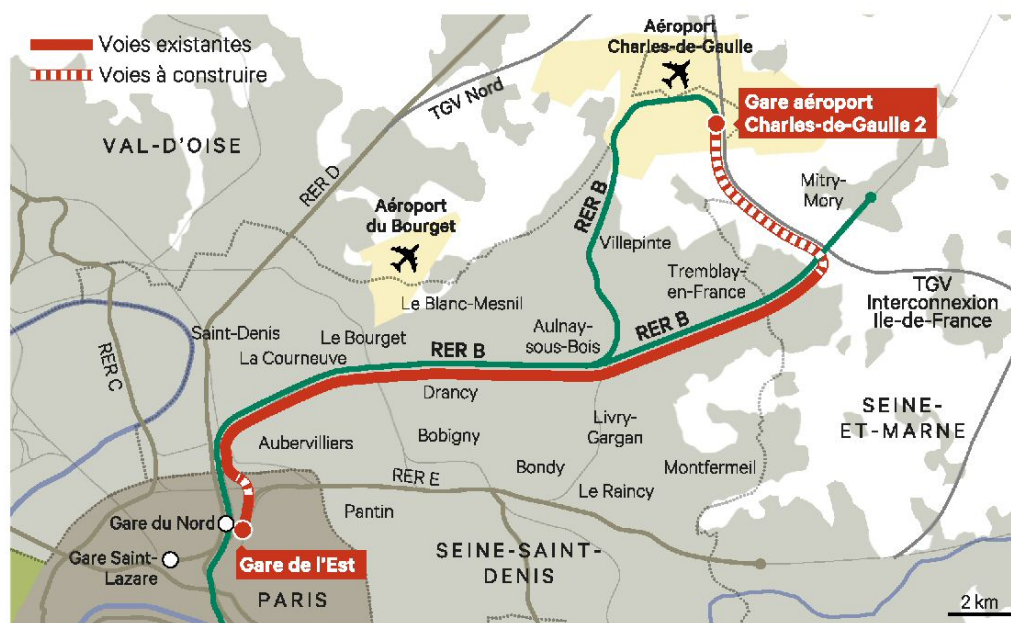 Voies existantes
Voies à construire
Aéroport
Charles-de-Gaulle
Gare aéroport
Charles-de-Gaulle 2
TGV Nord
VAL-D'OISE
RER D
Aéroport
du Bourget
RER B
Mitry-
Mory
Villepinte
Tremblay-
en-France
TGV
Interconnexion
Ile-de-France
Le Blanc-Mesnil
Saint-Denis
Le Bourget
La Courneuve
RER B
Aulnay-
sous-Bois
RER B
RER C
Drancy
SEINE-
ET-MARNE
Aubervilliers
Bobigny
Livry-
Gargan
Bondy
Montfermeil
RER E
Le Raincy
Pantin
Gare du Nord
Gare Saint-
Lazare
Gare de l'Est
SEINE-SAINT-
DENIS
PARIS
2 km